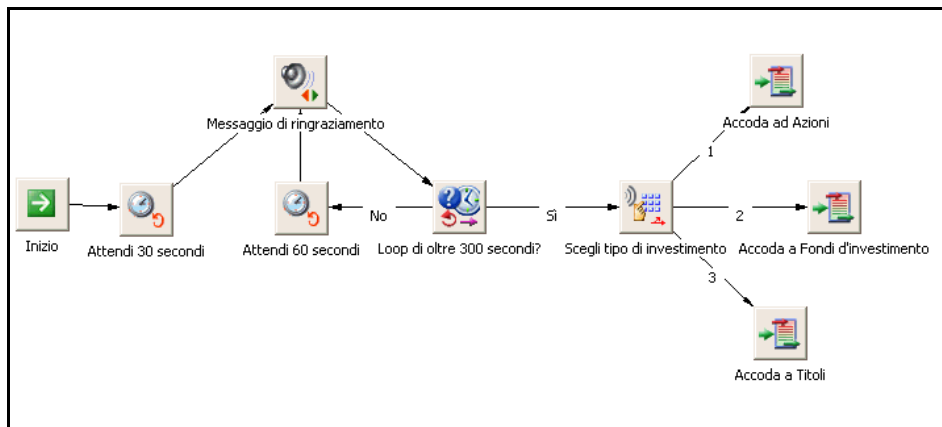 Messaggio di ringraziamento
Accoda ad Azioni
1
Inizio
Attendi 30 secondi
Attendi 60 secondi
No
Loop di oltre 300 secondi?
Sì
Scegli tipo di investimento
2
Accoda a Fondi d'investimento
3
Accoda a Titoli